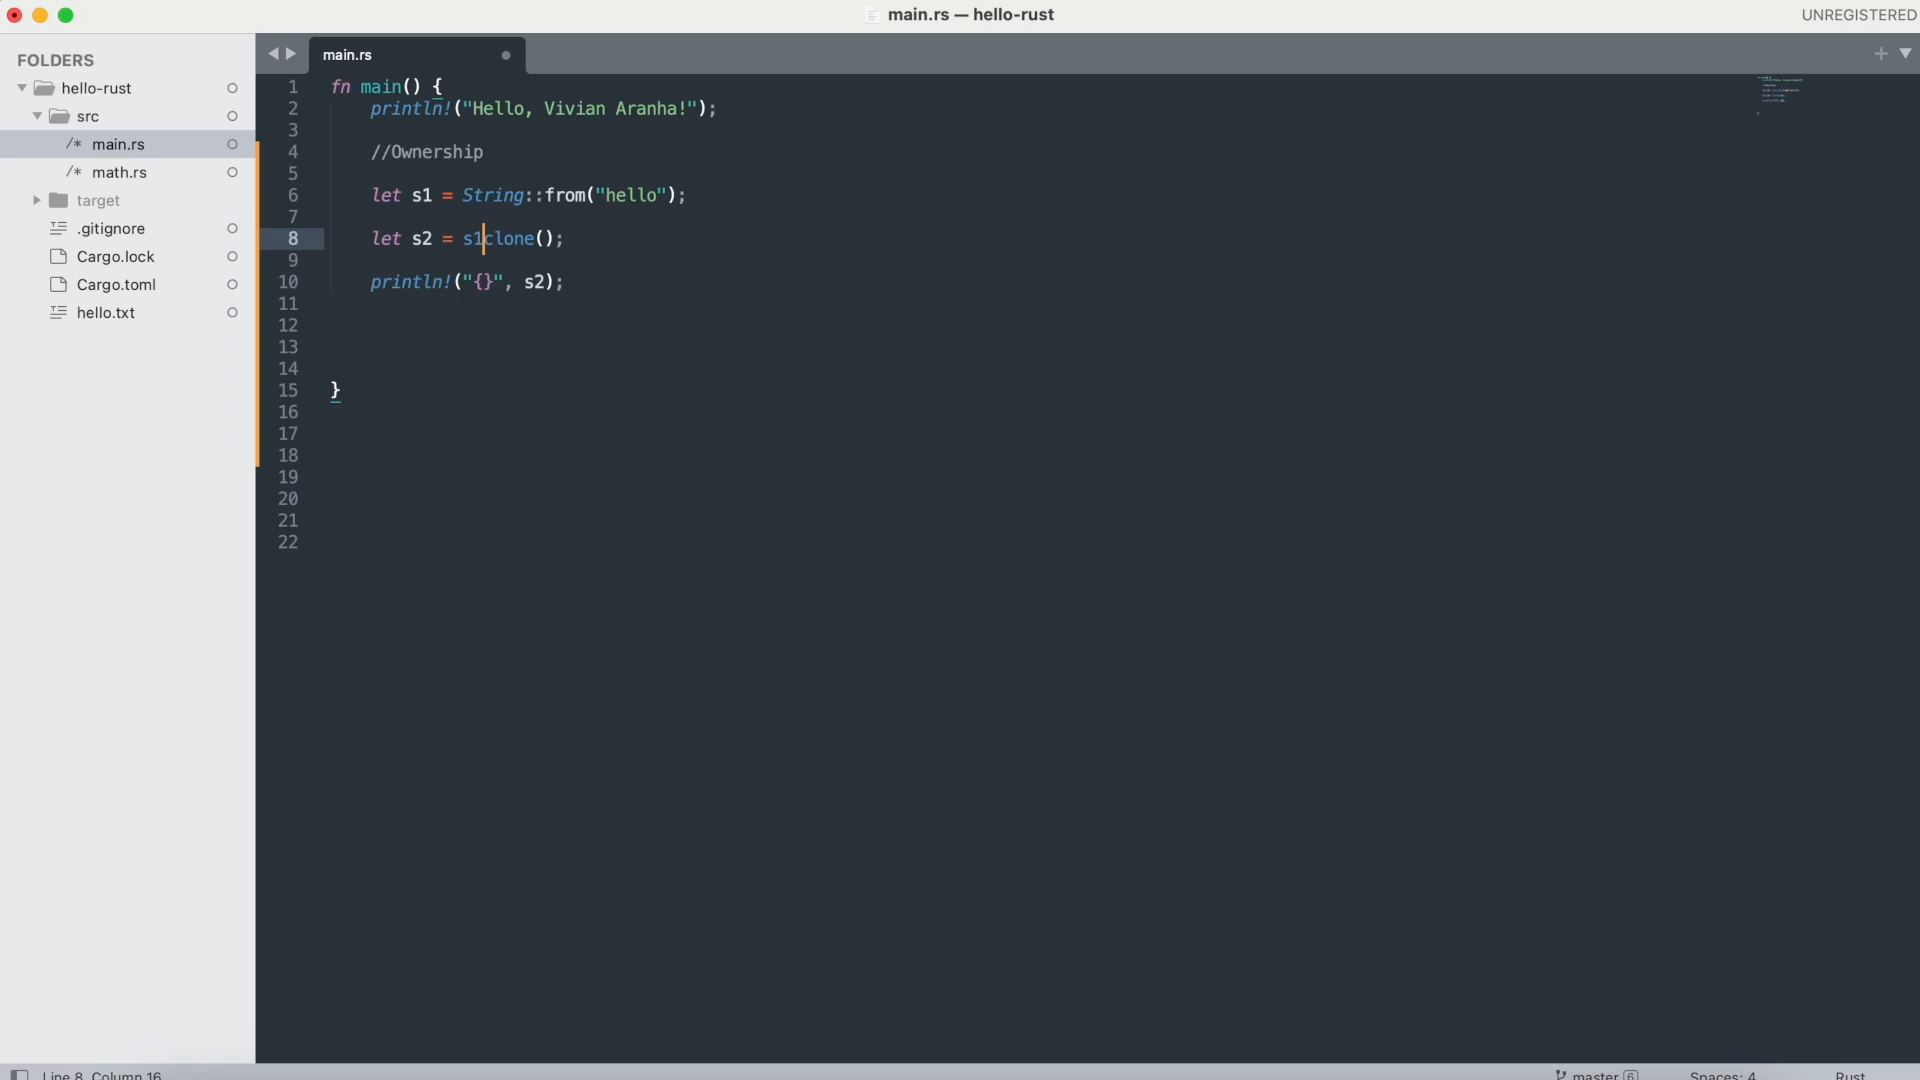 main.rs — hello-rust
UNREGISTERED
FOLDERS
hello-rust
src
/* main.rs
/* math.rs
target
.gitignore
Cargo.lock
Cargo.toml
hello.txt
main.rs
1 fn main() {
2 println!("Hello, Vivian Aranha!");
3
4 //Ownership
5
6 let s1 = String::from("hello");
7
8 let s2 = s1clone();
9
10 println!("{}", s2);
11
12
13
14
15 }
16
17
18
19
20
21
22
Line 8, Column 16
master 6
Spaces: 4
Rust